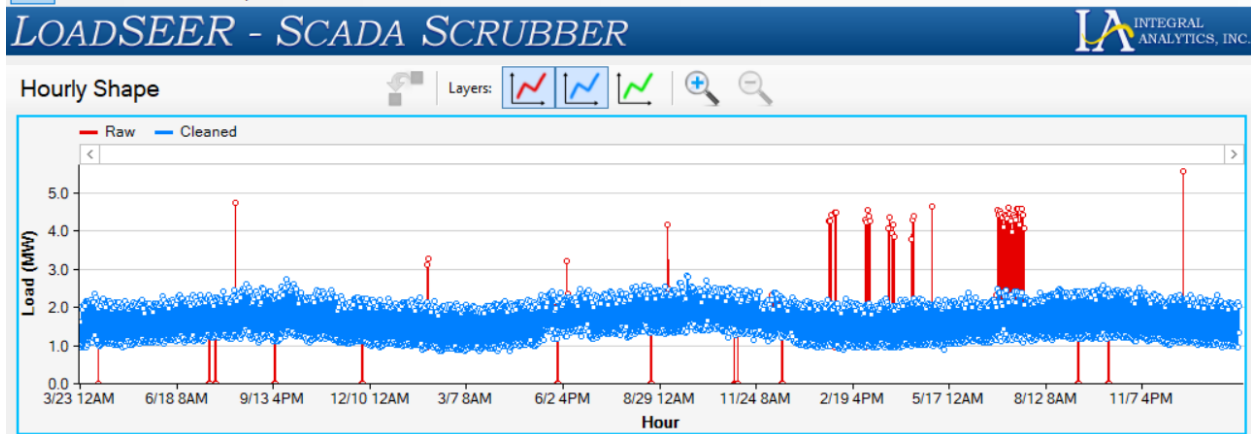 LOADSEER - SCADA SCRUBBER
INTEGRAL
ANALYTICS, INC.
Hourly Shape
Layers:
Raw
Cleaned
5.0
4.0
3.0
2.0
1.0
0.0
Load (MW)
3/23 12AM 6/18 8AM 9/13 4PM 12/10 12AM 3/7 8AM 6/2 4PM 8/29 12AM 11/24 8AM 2/19 4PM 5/17 12AM 8/12 8AM 11/7 4PM
Hour